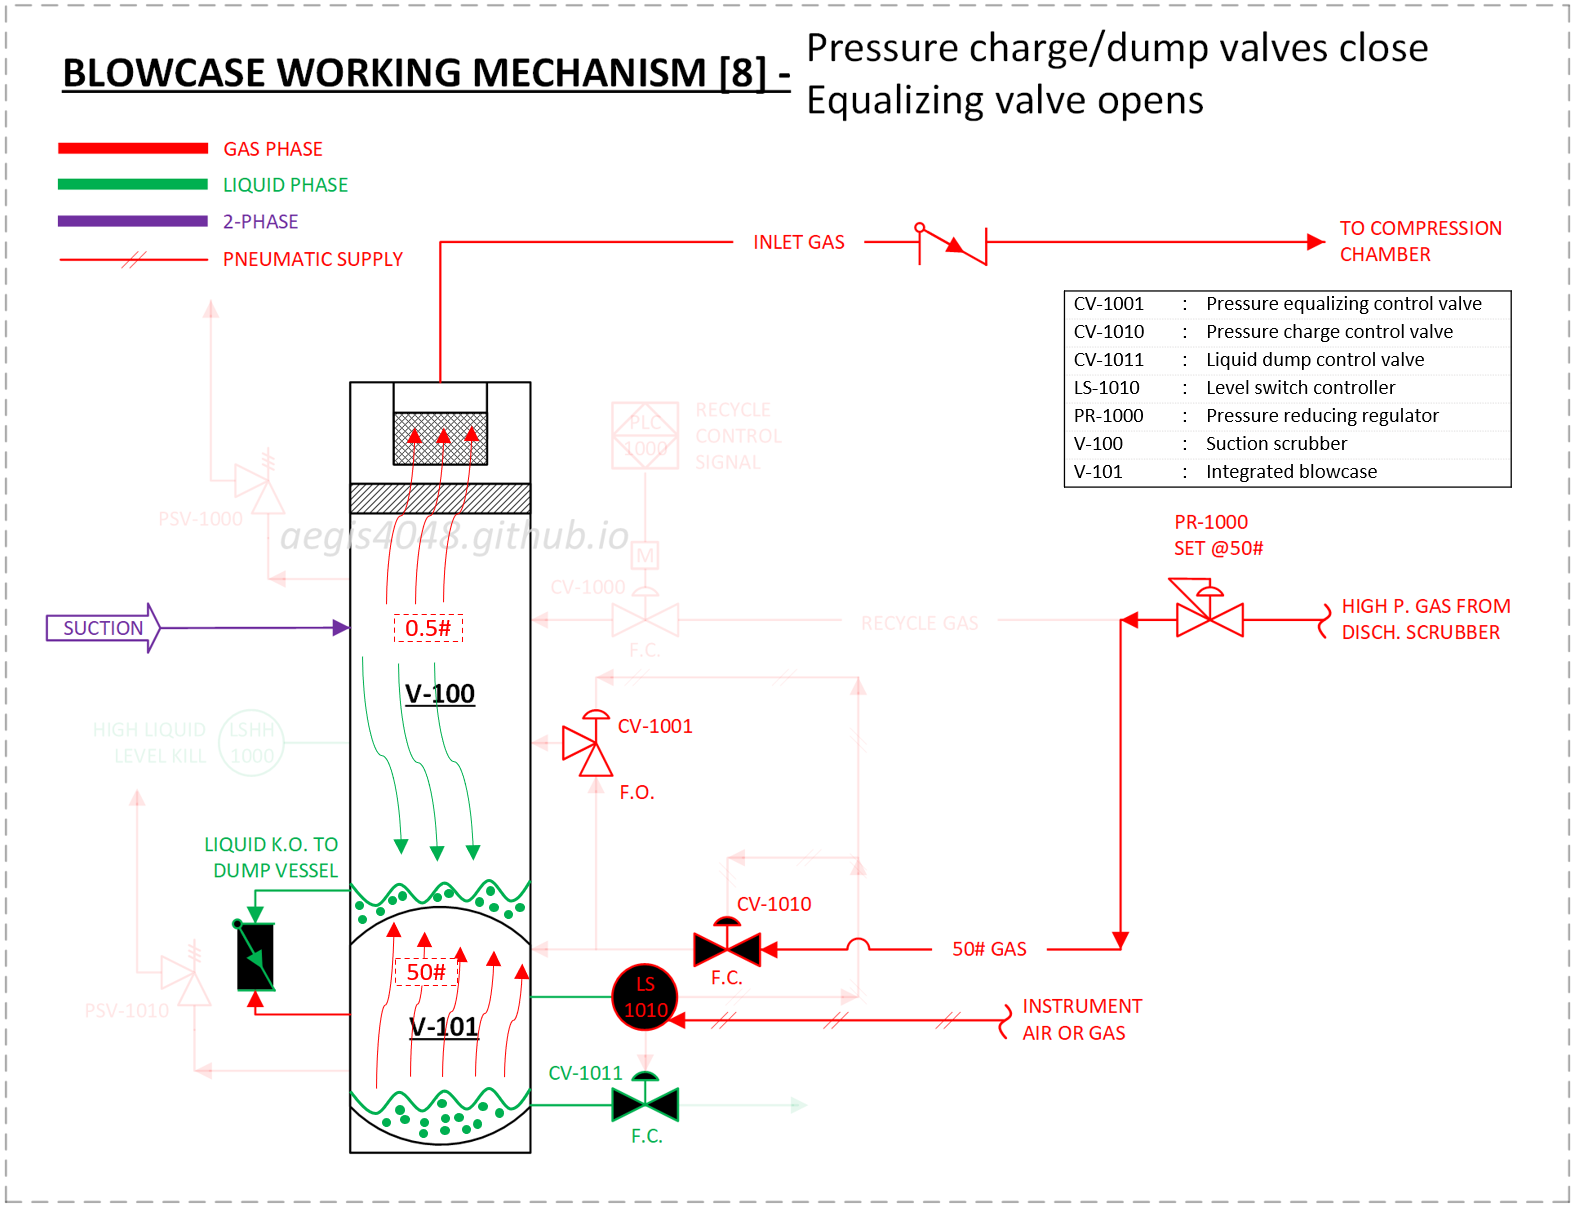 BLOWCASE WORKING MECHANISM [8] -
Pressure charge/dump valves close
Equalizing valve opens
GAS PHASE
LIQUID PHASE
2-PHASE
PNEUMATIC SUPPLY
INLET GAS
TO COMPRESSION
CHAMBER
CV-1001 : Pressure equalizing control valve
CV-1010 : Pressure charge control valve
CV-1011 : Liquid dump control valve
LS-1010 : Level switch controller
PR-1000 : Pressure reducing regulator
V-100 : Suction scrubber
V-101 : Integrated blowcase
PLC
1000
RECYCLE
CONTROL
SIGNAL
PSV-1000
aegis4048.github.io
M
CV-1000
F.C.
RECYCLE GAS
PR-1000
SET @50#
HIGH P. GAS FROM
DISCH. SCRUBBER
SUCTION
0.5#
V-100
HIGH LIQUID
LEVEL KILL
LSHH
1000
CV-1001
F.O.
LIQUID K.O. TO
DUMP VESSEL
CV-1010
F.C.
50# GAS
50#
V-101
PSV-1010
LS
1010
INSTRUMENT
AIR OR GAS
CV-1011
F.C.